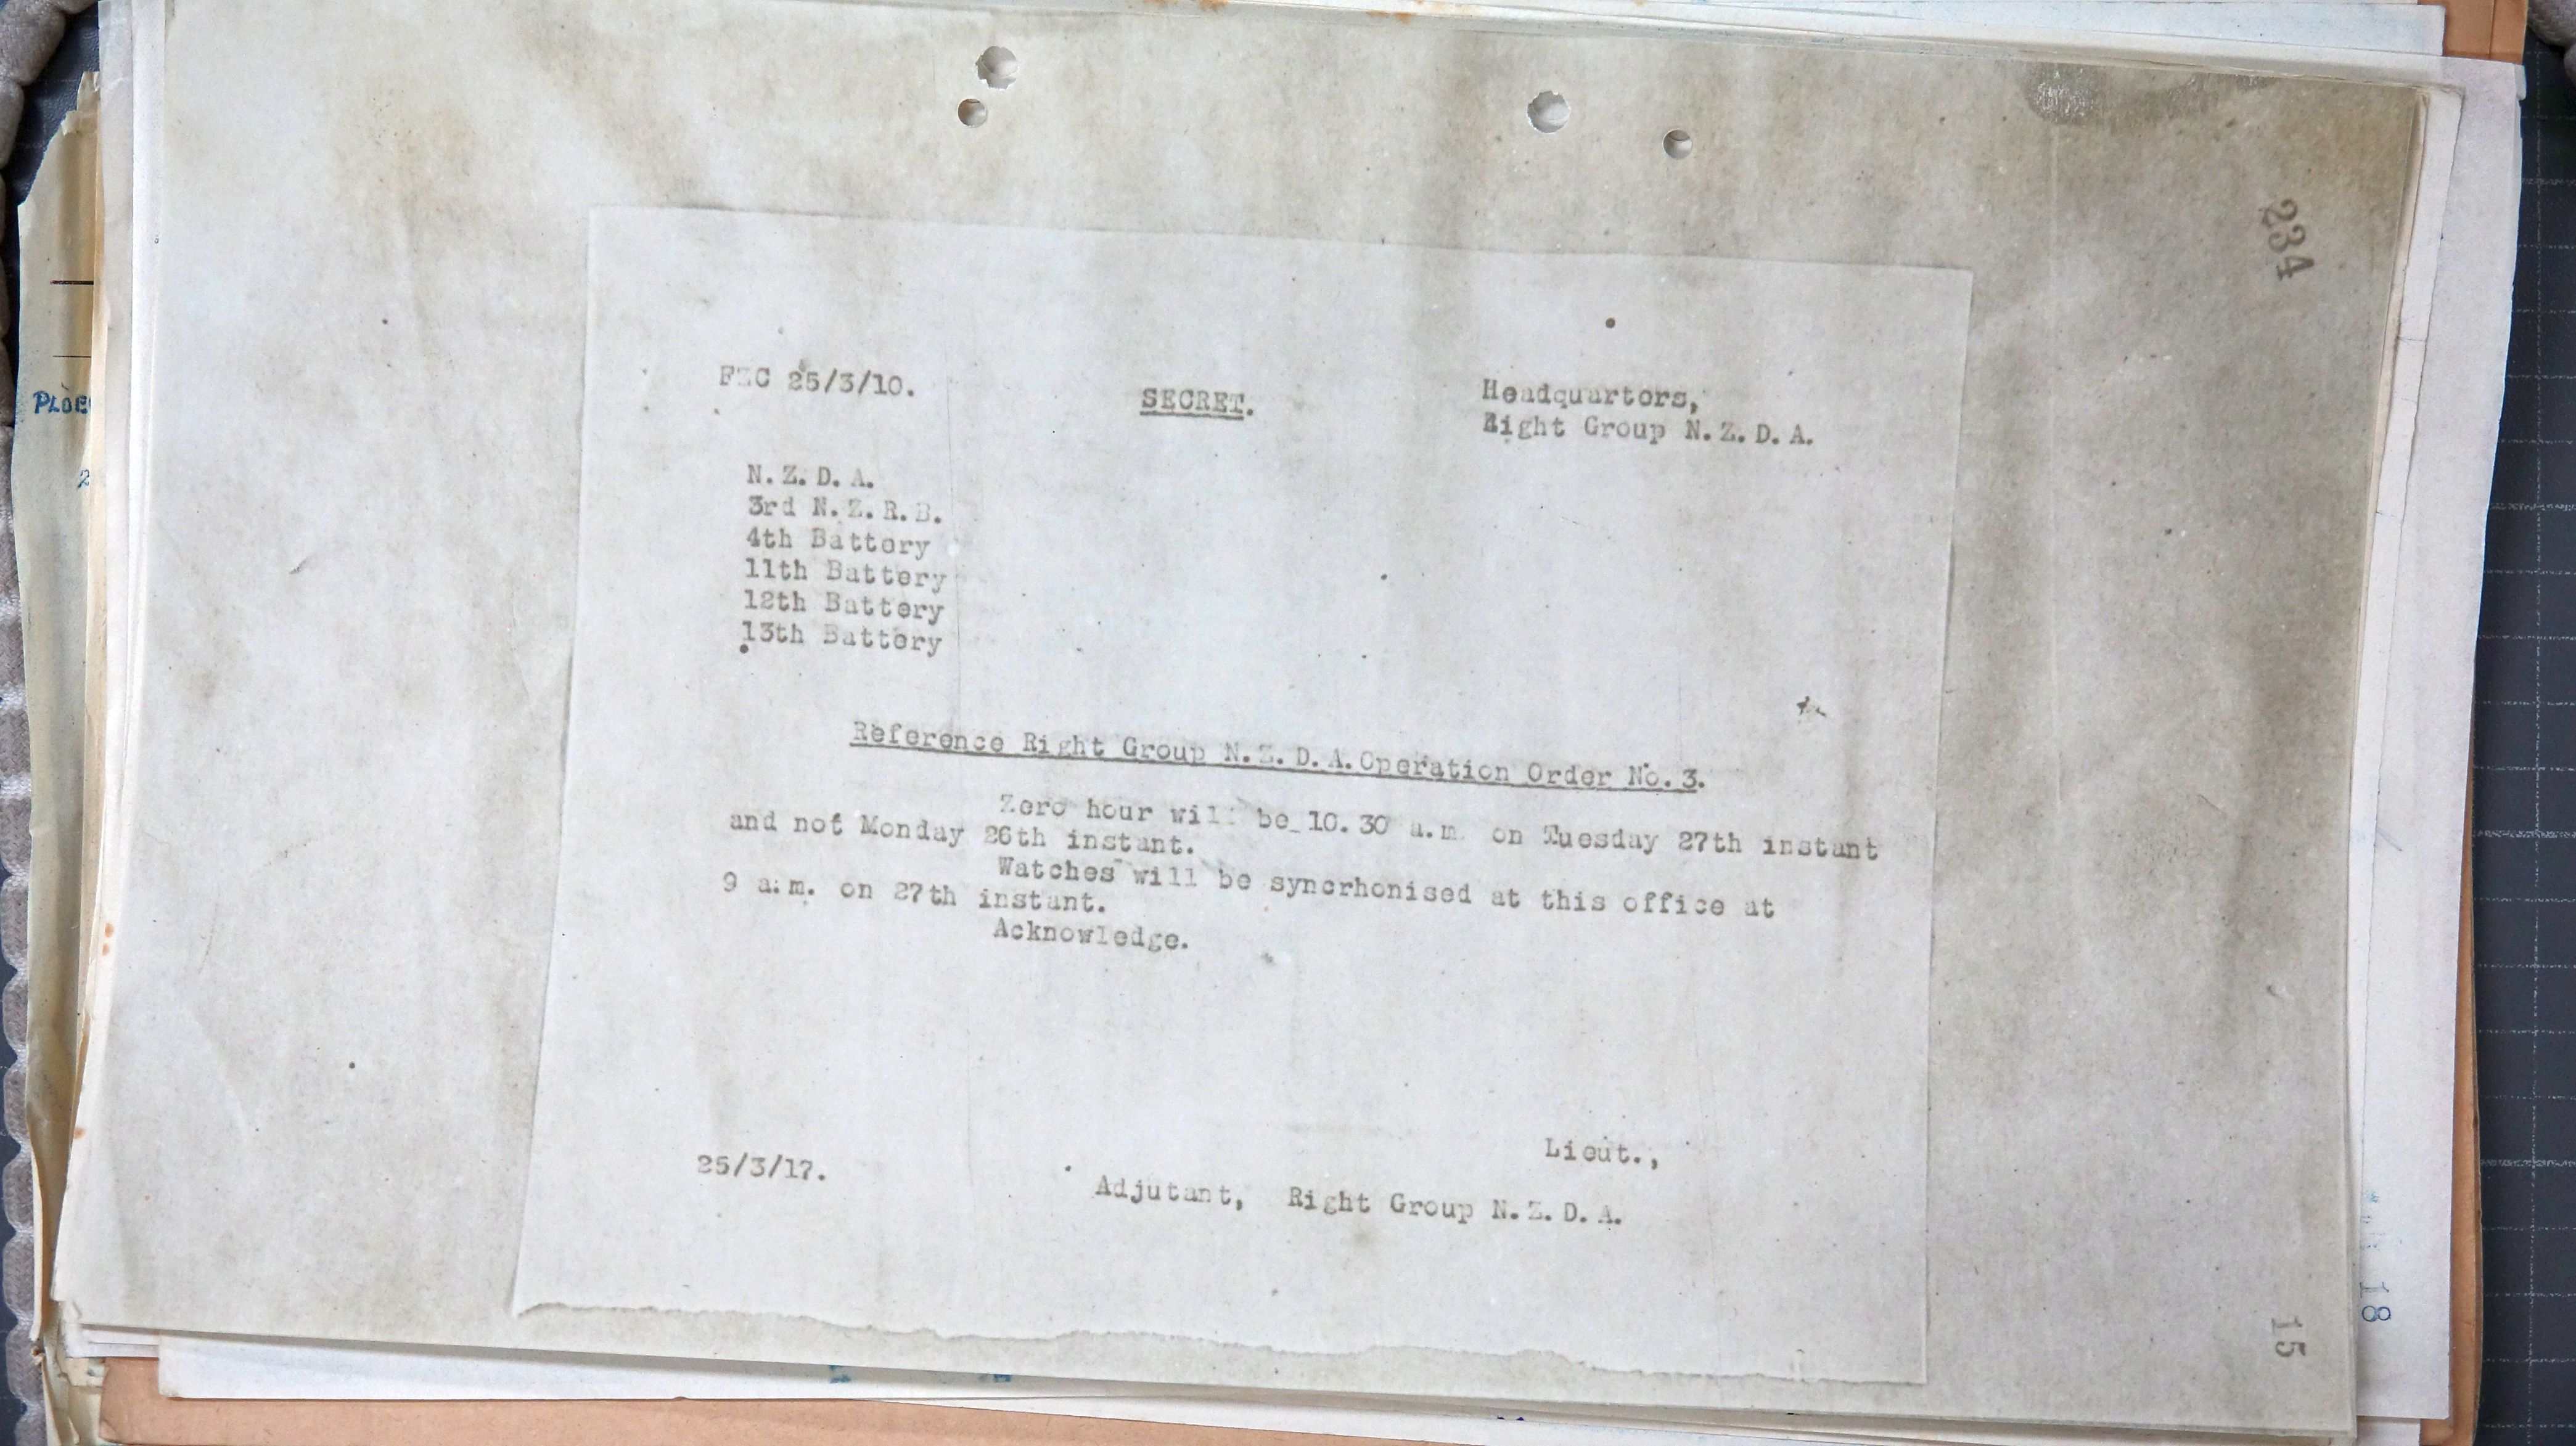 234
FZC 25/3/10.
SECRET.
Headquarters,
Right Group N.Z.D.A.
N.Z.D.A.
3rd N.Z.R.B.
4th Battery
11th Battery
12th Battery
13th Battery
Reference Right Group N.Z.D.A.Operation Order No.3.
Zero hour will be 10.30 a.m. on Tuesday 27th instant
and not Monday 26th instant.
Watches will be syncrhonised at this office at
9 a.m. on 27th instant.
Acknowledge.
Lieut.,
25/3/17.
Adjutant, Right Group N.Z.D.A.
15
18